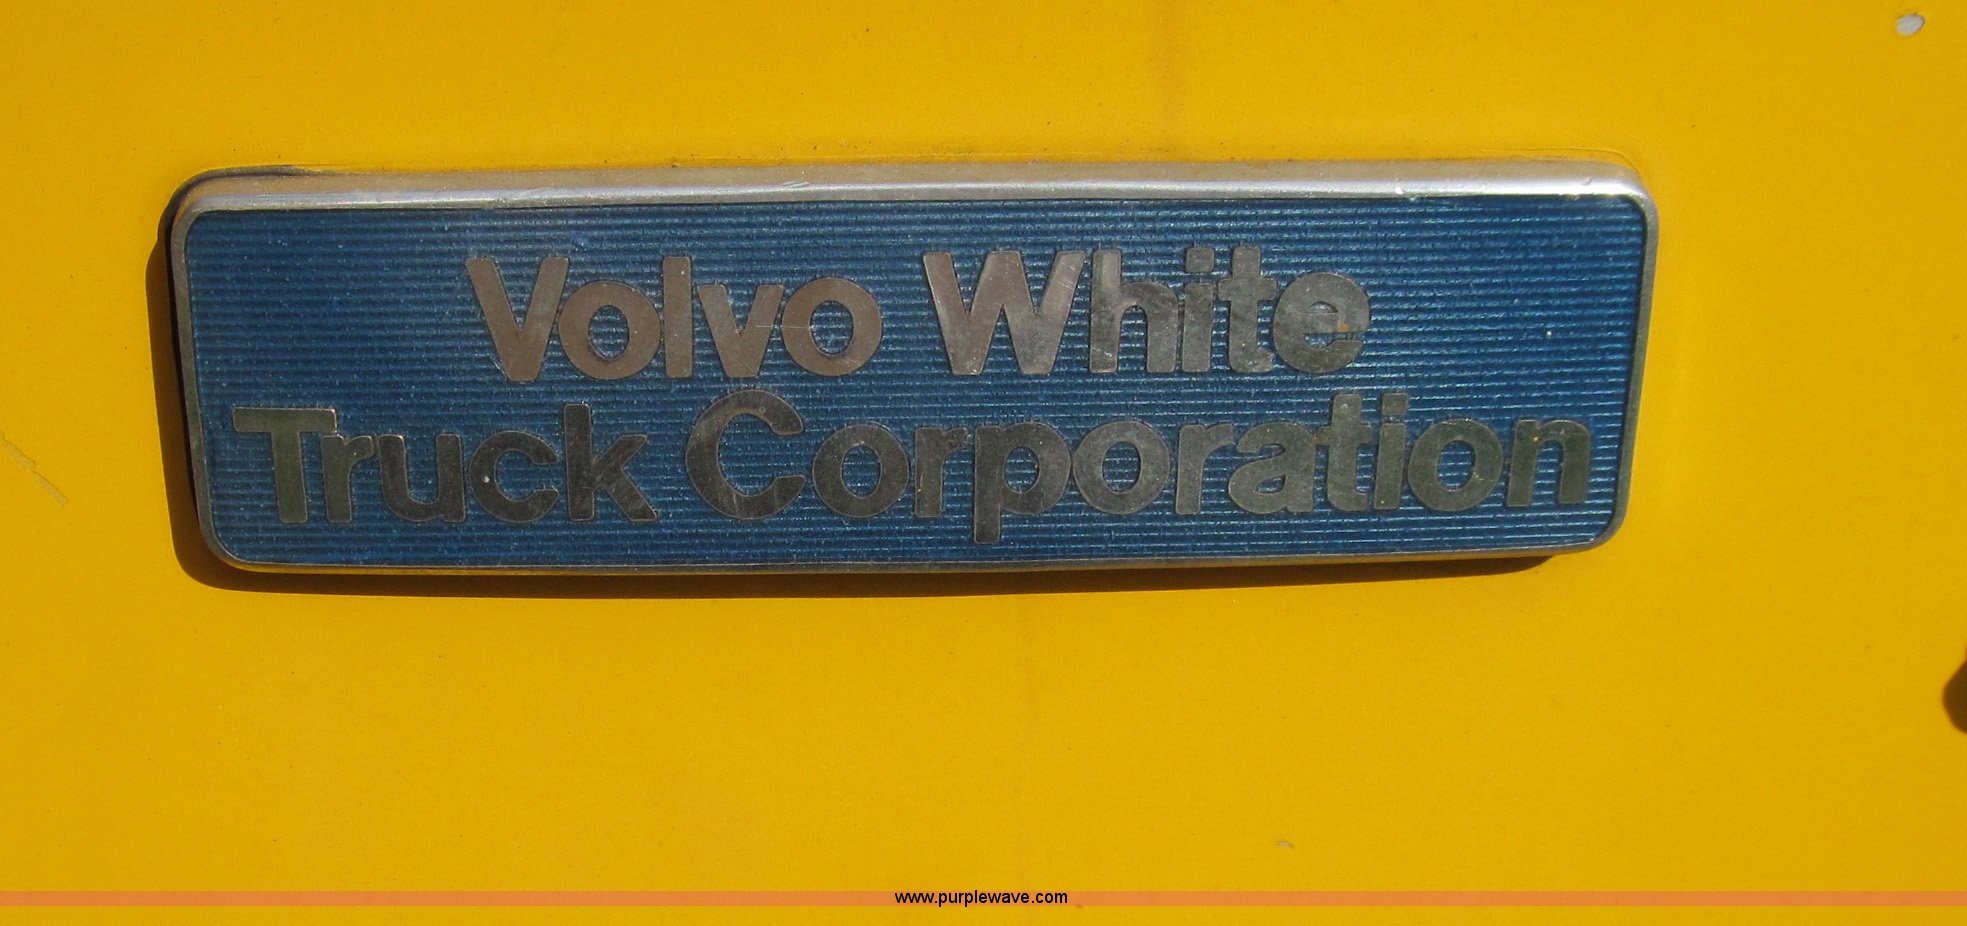 Volvo White
Truck Corporation
www.purplewave.com